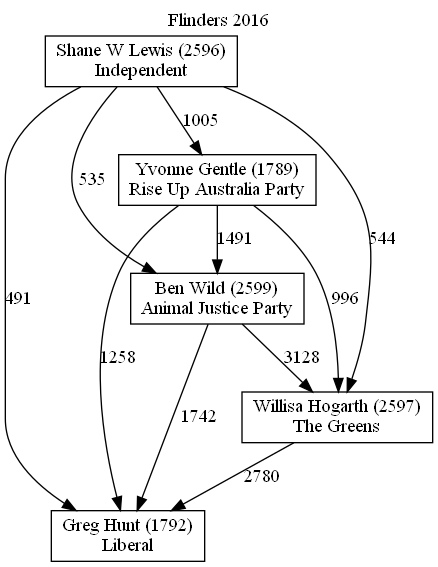 Flinders 2016
Shane W Lewis (2596)
Independent
1005
Yvonne Gentle (1789)
Rise Up Australia Party
535
1491
544
Ben Wild (2599)
Animal Justice Party
491
996
1258
3128
Willisa Hogarth (2597)
The Greens
1742
2780
Greg Hunt (1792)
Liberal